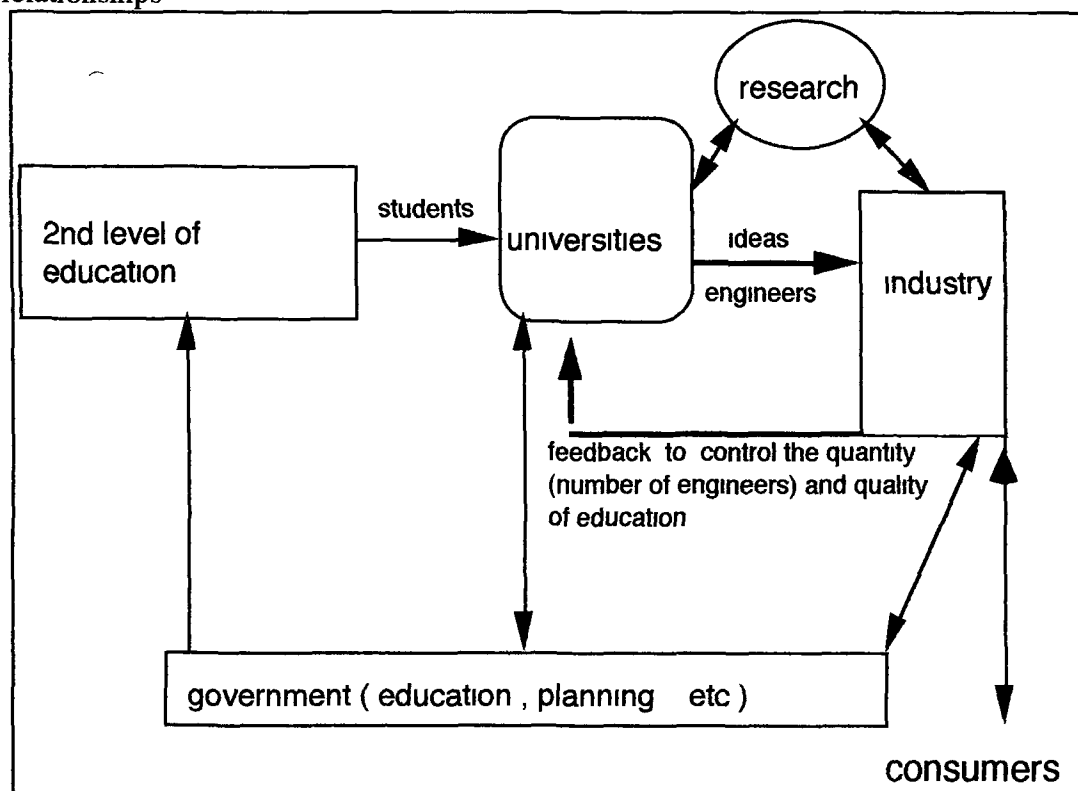 relationships
research
2nd level of
education
students
universities
ideas
engineers
industry
feedback to control the quantity
(number of engineers) and quality
of education
government ( education , planning etc )
consumers